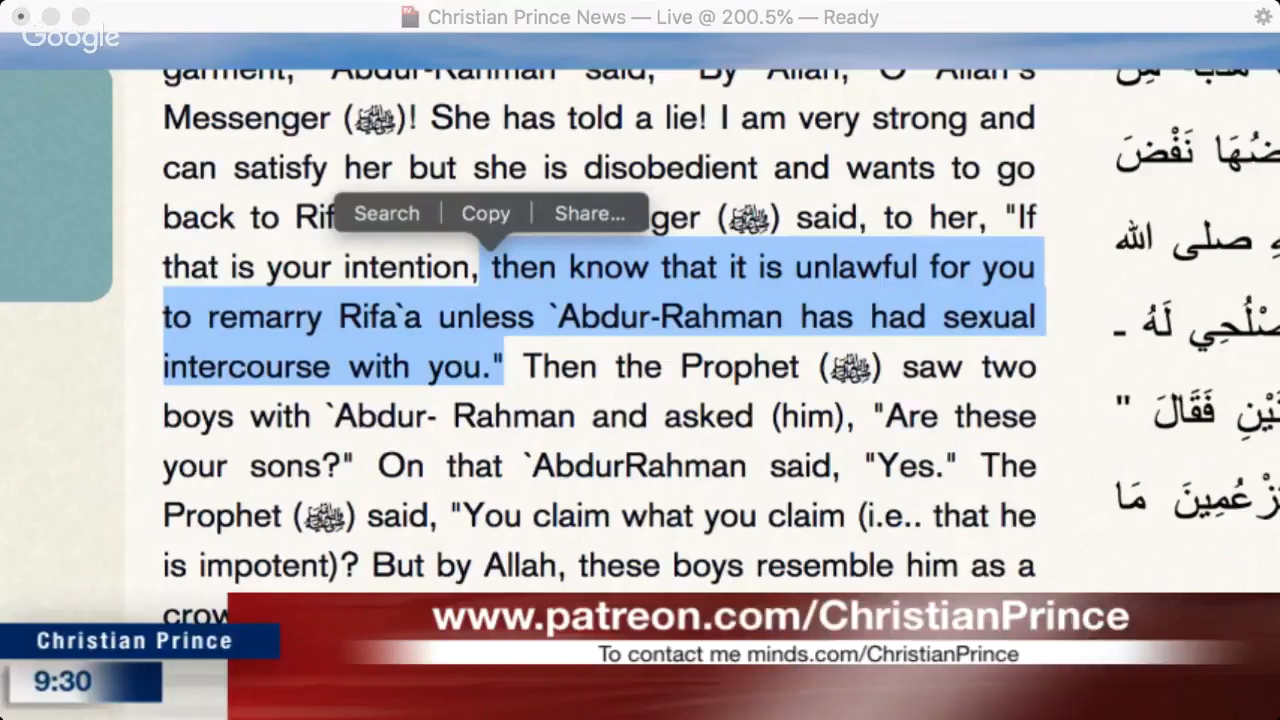 Christian Prince News — Live @ 200.5% — Ready
Google
garment," `Abdur-Rahman said, "By Allah, O Allah's
Messenger (ﷺ)! She has told a lie! I am very strong and
can satisfy her but she is disobedient and wants to go
back to Rif ger (ﷺ) said, to her, "If
Search Copy Share...
that is your intention, then know that it is unlawful for you
to remarry Rifa`a unless `Abdur-Rahman has had sexual
intercourse with you." Then the Prophet (ﷺ) saw two
boys with `Abdur- Rahman and asked (him), "Are these
your sons?" On that `AbdurRahman said, "Yes." The
Prophet (ﷺ) said, "You claim what you claim (i.e.. that he
is impotent)? But by Allah, these boys resemble him as a
crow
نَفْضَ
صلى الله
لَهُ ـ
فَقَالَ "
تَزْعُمِينَ مَا
www.patreon.com/ChristianPrince
To contact me minds.com/ChristianPrince
Christian Prince
9:30